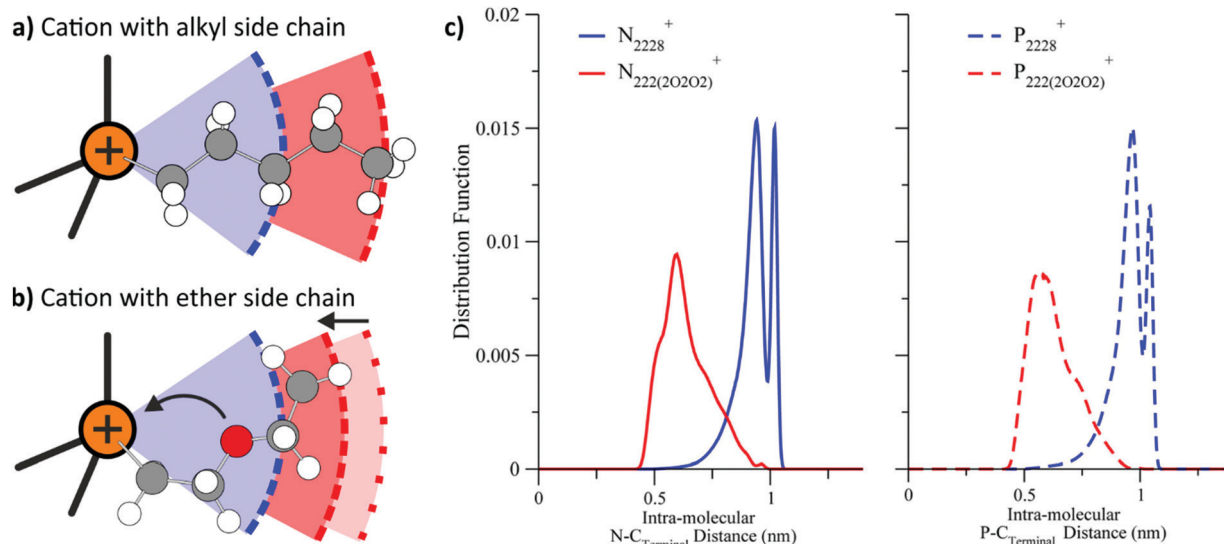 a) Cation with alkyl side chain
+
b) Cation with ether side chain
+
c)
Distribution Function
0.02
0.015
0.01
0.005
0
N2228+
N222(2O2O2)+
0 0.5 1
Intra-molecular
N-CTerminal Distance (nm)
P2228+
P222(2O2O2)+
0 0.5 1
Intra-molecular
P-CTerminal Distance (nm)